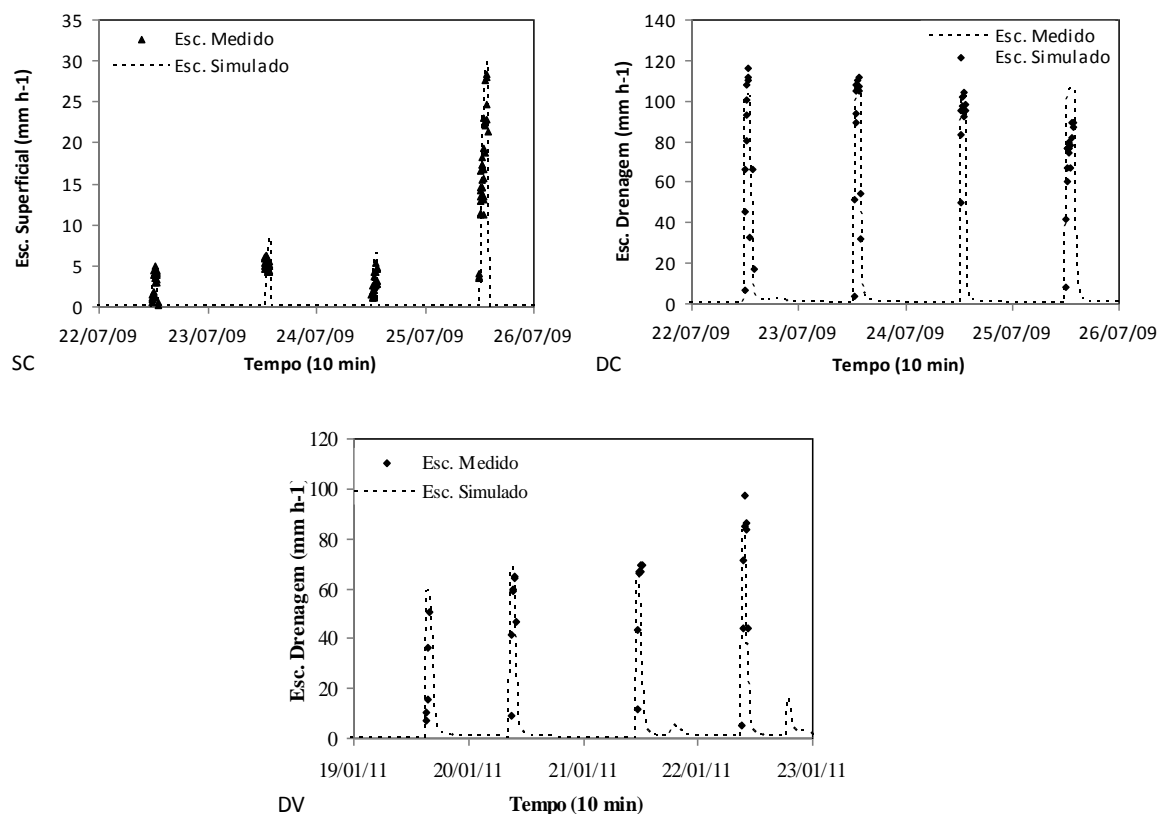 35
30
25
20
15
10
5
0
Esc. Superficial (mm h-1)
Esc. Medido
Esc. Simulado
22/07/09 23/07/09 24/07/09 25/07/09 26/07/09
Tempo (10 min)
SC
140
120
100
80
60
40
20
0
Esc. Drenagem (mm h-1)
Esc. Medido
Esc. Simulado
22/07/09 23/07/09 24/07/09 25/07/09 26/07/09
Tempo (10 min)
DC
120
100
80
60
40
20
0
Esc. Drenagem (mm h-1)
Esc. Medido
Esc. Simulado
19/01/11 20/01/11 21/01/11 22/01/11 23/01/11
Tempo (10 min)
DV